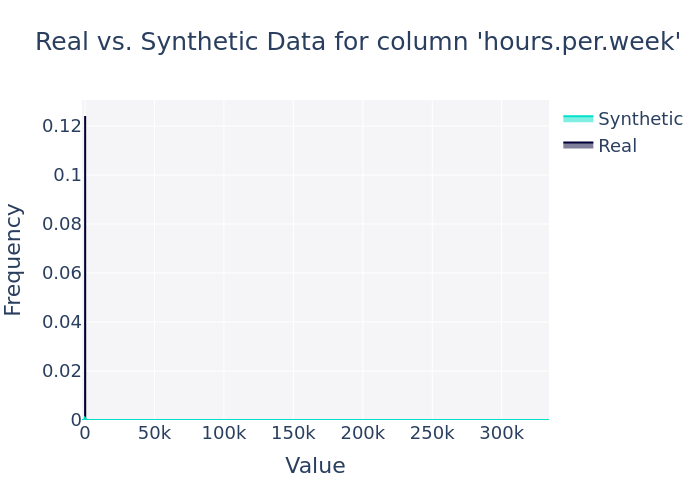 Real vs. Synthetic Data for column 'hours.per.week'
Synthetic
Real
Frequency
0.12
0.1
0.08
0.06
0.04
0.02
0
0 50k 100k 150k 200k 250k 300k
Value